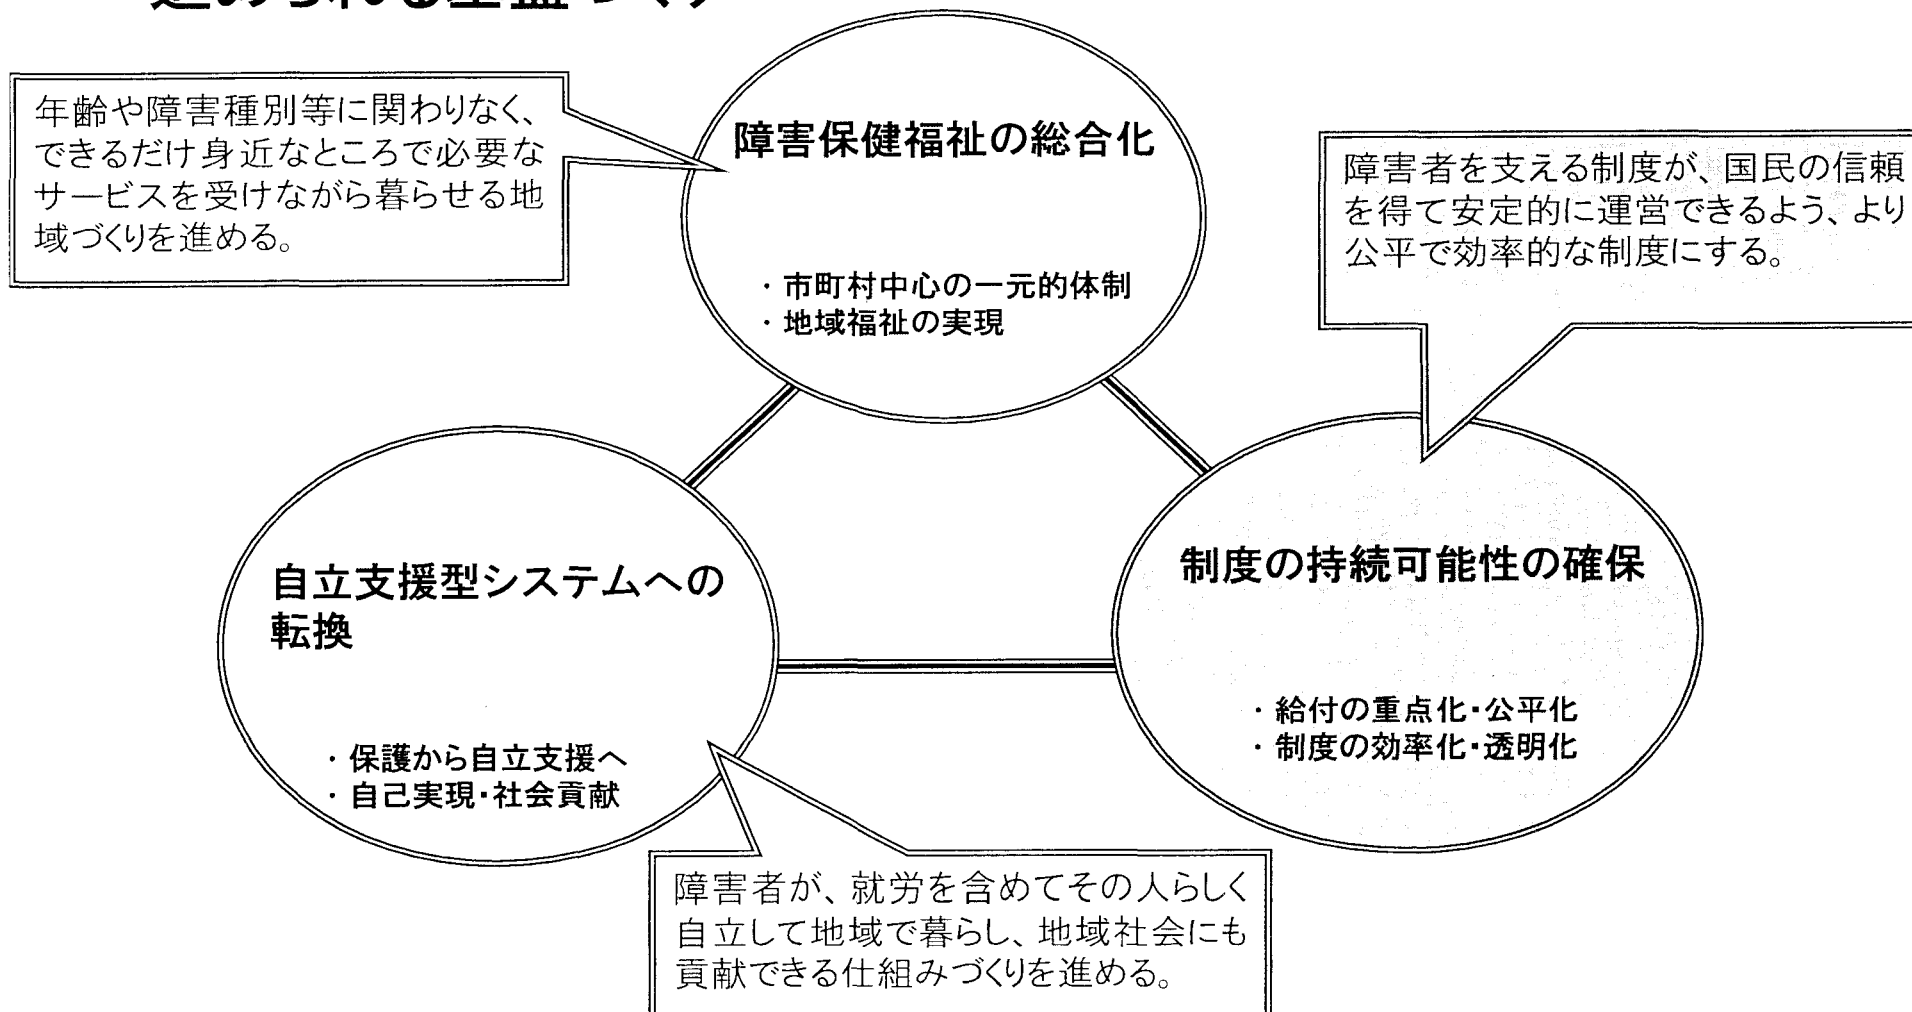 年齢や障害種別等に関わりなく、
できるだけ身近なところで必要な
サービスを受けながら暮らせる地
域づくりを進める。
障害保健福祉の総合化
・市町村中心の一元的体制
・地域福祉の実現
障害者を支える制度が、国民の信頼
を得て安定的に運営できるよう、より
公平で効率的な制度にする。
自立支援型システムへの
転換
・保護から自立支援へ
・自己実現・社会貢献
制度の持続可能性の確保
・給付の重点化・公平化
・制度の効率化・透明化
障害者が、就労を含めてその人らしく
自立して地域で暮らし、地域社会にも
貢献できる仕組みづくりを進める。